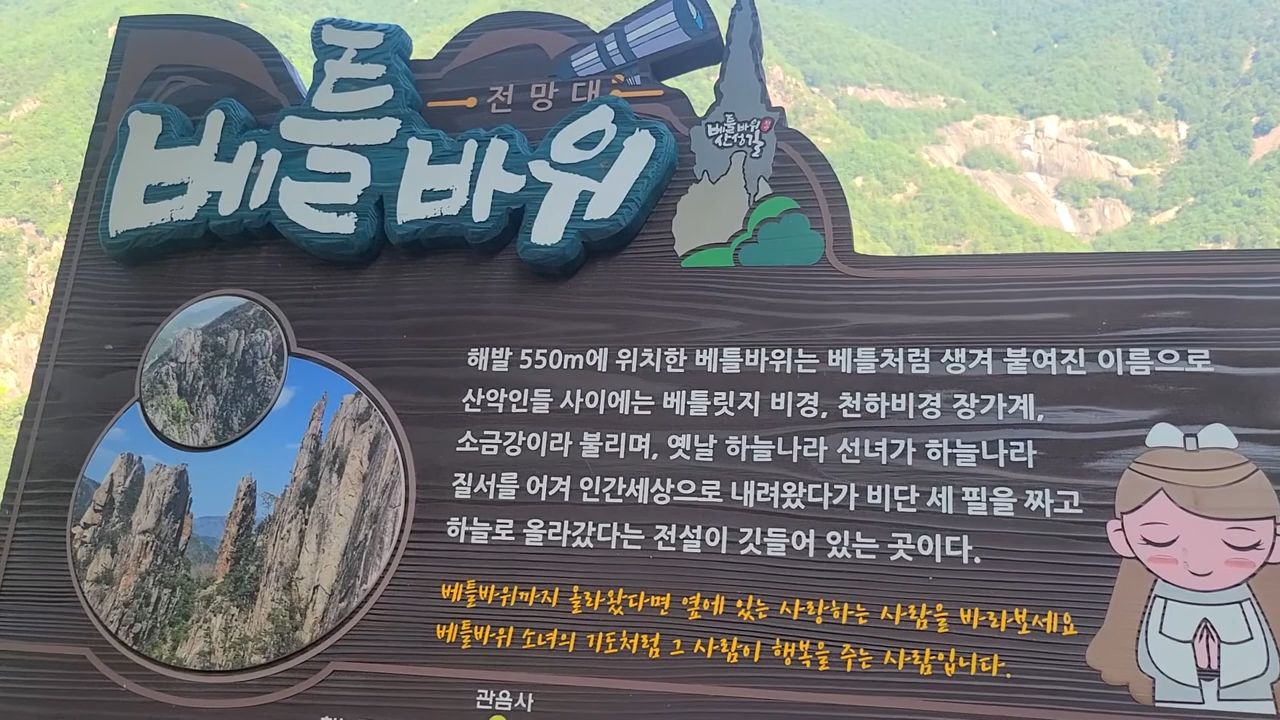 전망대
베틀바위
베틀바위
산성길
해발 550m에 위치한 베틀바위는 베틀처럼 생겨 붙여진 이름으로
산악인들 사이에는 베틀릿지 비경, 천하비경 장가계,
소금강이라 불리며, 옛날 하늘나라 선녀가 하늘나라
질서를 어겨 인간세상으로 내려왔다가 비단 세 필을 짜고
하늘로 올라갔다는 전설이 깃들어 있는 곳이다.
베틀바위까지 올라왔다면 옆에 있는 사랑하는 사람을 바라보세요
베틀바위 소녀의 기도처럼 그 사람이 행복을 주는 사람입니다.
관음사